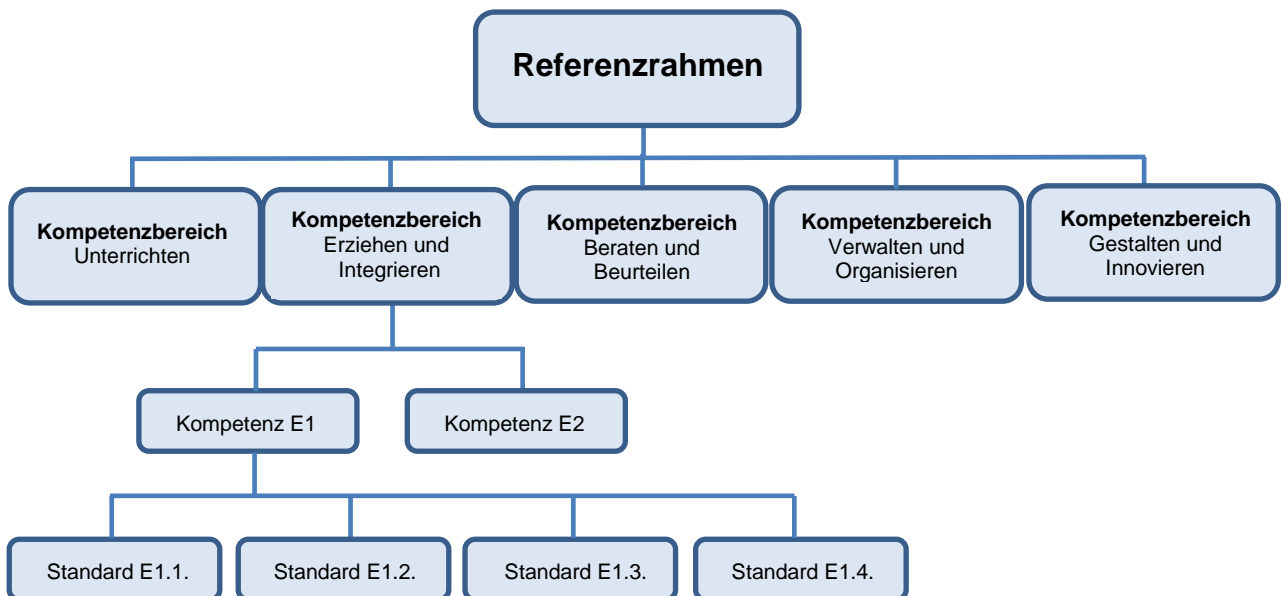 Referenzrahmen
Kompetenzbereich
Unterrichten
Kompetenzbereich
Erziehen und
Integrieren
Kompetenzbereich
Beraten und
Beurteilen
Kompetenzbereich
Verwalten und
Organisieren
Kompetenzbereich
Gestalten und
Innovieren
Kompetenz E1
Kompetenz E2
Standard E1.1.
Standard E1.2.
Standard E1.3.
Standard E1.4.